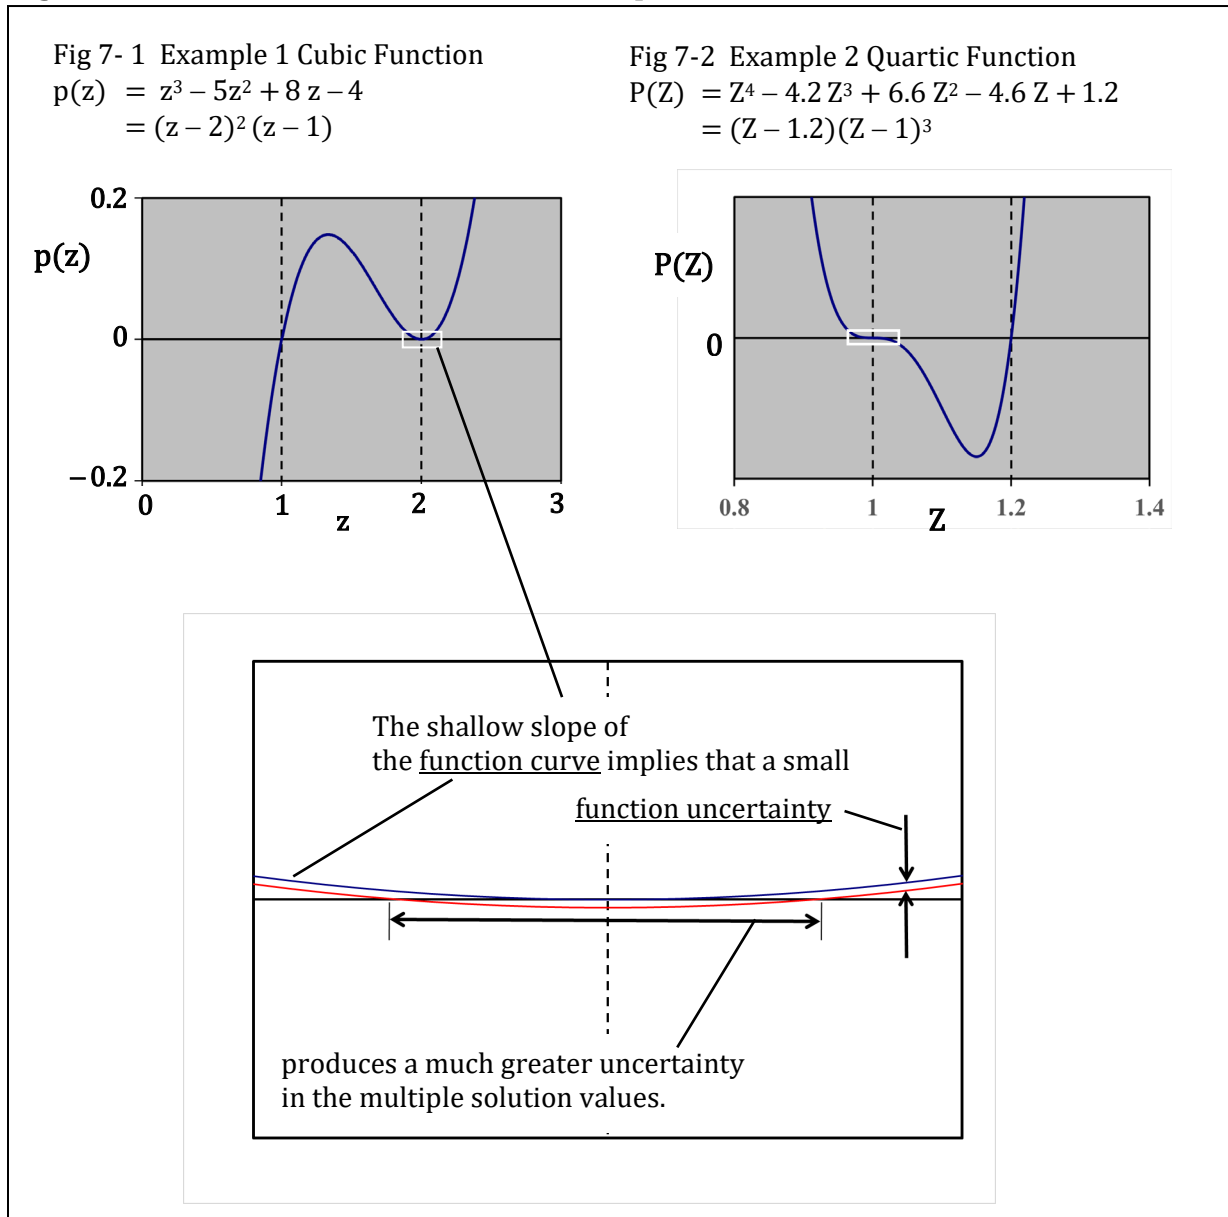 Fig 7- 1  Example 1 Cubic Function
p(z)  =  z³ – 5z² + 8 z – 4
= (z – 2)² (z – 1)
Fig 7-2  Example 2 Quartic Function
P(Z)  = Z⁴ – 4.2 Z³ + 6.6 Z² – 4.6 Z + 1.2
= (Z – 1.2)(Z – 1)³
0.2
p(z)
0
−0.2
0
1
2
3
z
P(Z)
0
0.8
1
1.2
1.4
Z
The shallow slope of
the function curve implies that a small
function uncertainty
produces a much greater uncertainty
in the multiple solution values.